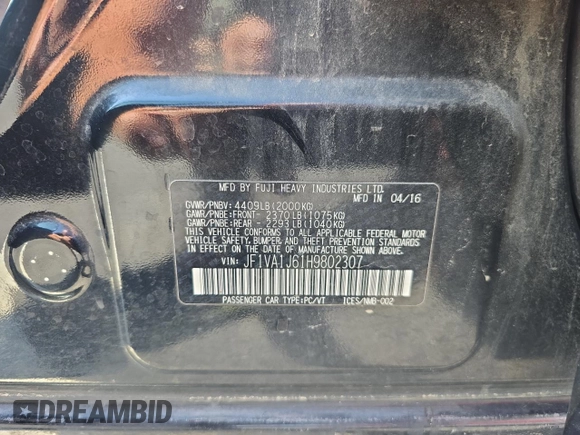 MFD BY FUJI HEAVY INDUSTRIES LTD.
GVWR/PNBV: 4409LB(2000KG) MFD IN 04/16
GAWR/PNBE:FRONT- 2370LB(1075KG)
GAWR/PNBE:REAR - 2293LB(1040KG)
THIS VEHICLE CONFORMS TO ALL APPLICABLE FEDERAL MOTOR
VEHICLE SAFETY, BUMPER, AND THEFT PREVENTION STANDARDS
IN EFFECT ON THE DATE OF MANUFACTURE SHOWN ABOVE.
VIN: JF1VA1J61H9802307
PASSENGER CAR TYPE:PC/VT ICES/NMB-002
DREAMBID